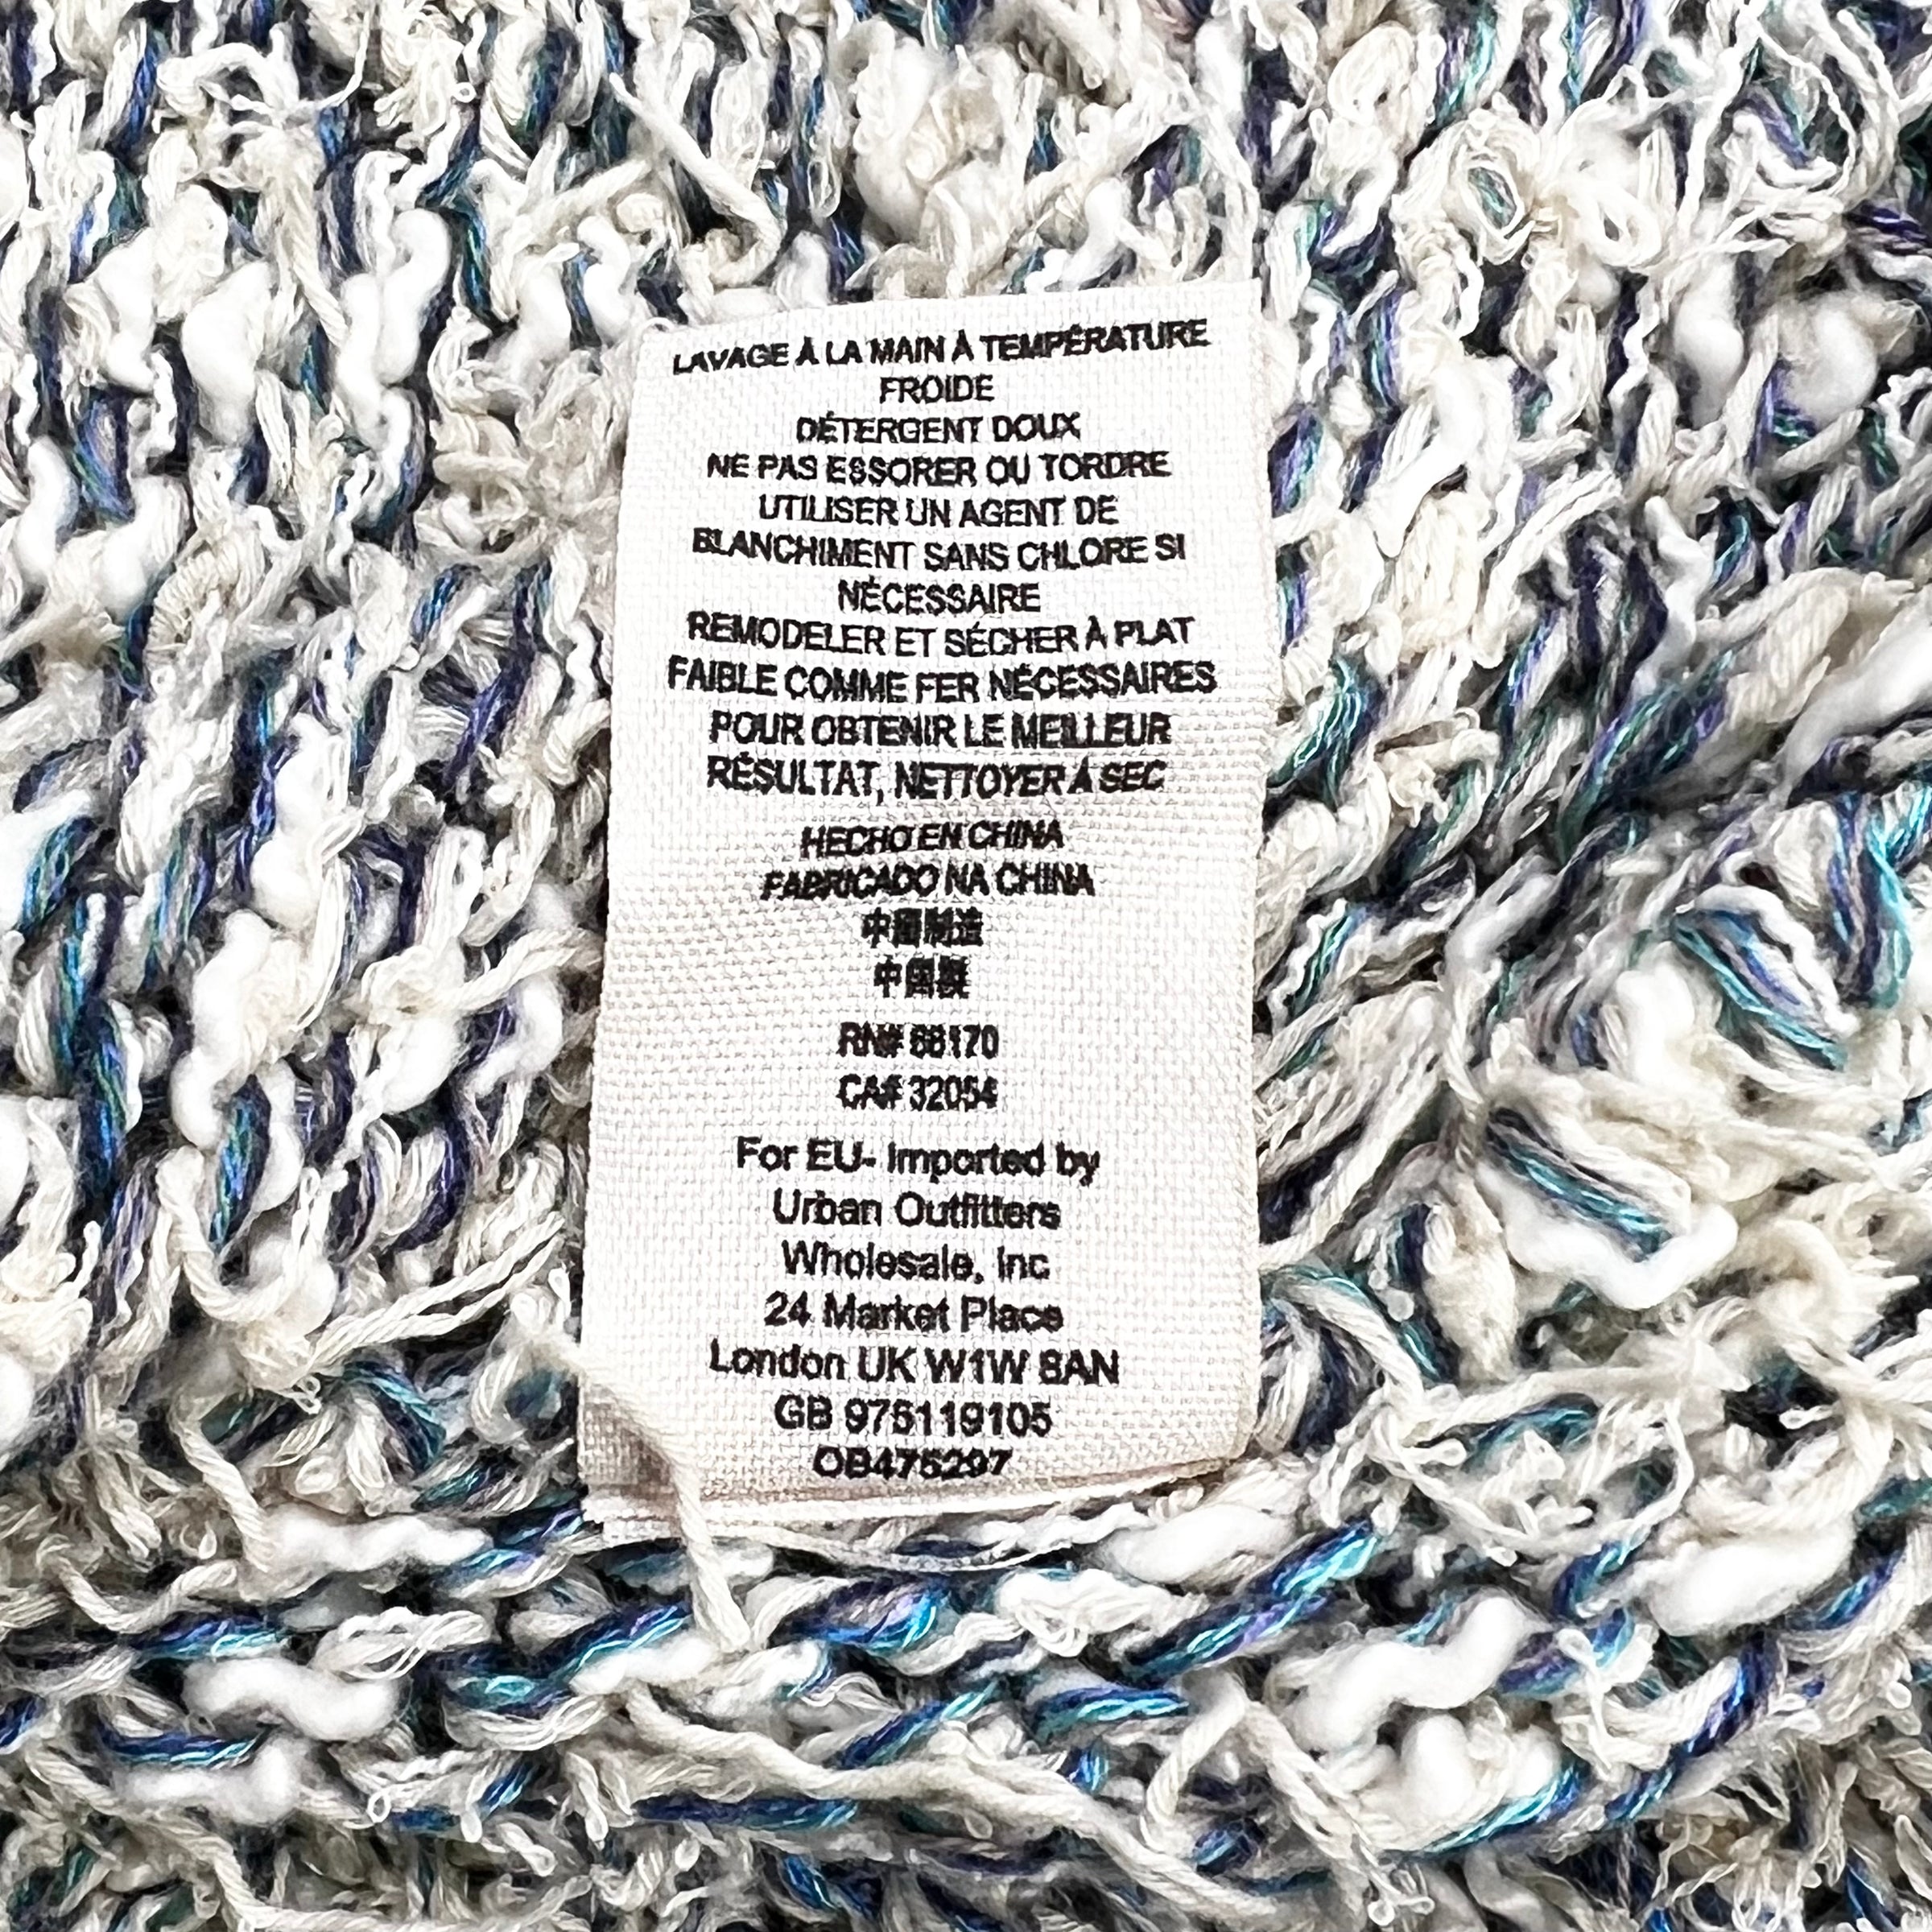 LAVAGE À LA MAIN À TEMPÉRATURE
FROIDE
DÉTERGENT DOUX
NE PAS ESSORER OU TORDRE
UTILISER UN AGENT DE
BLANCHIMENT SANS CHLORE SI
NÉCESSAIRE
REMODELER ET SÉCHER À PLAT
FAIBLE COMME FER NÉCESSAIRES
POUR OBTENIR LE MEILLEUR
RÉSULTAT, NETTOYER À SEC
HECHO EN CHINA
FABRICADO NA CHINA
中國制造
中国製
RN# 66170
CA# 32054
For EU- Imported by
Urban Outfitters
Wholesale, Inc
24 Market Place
London UK W1W 8AN
GB 975119105
OB475297